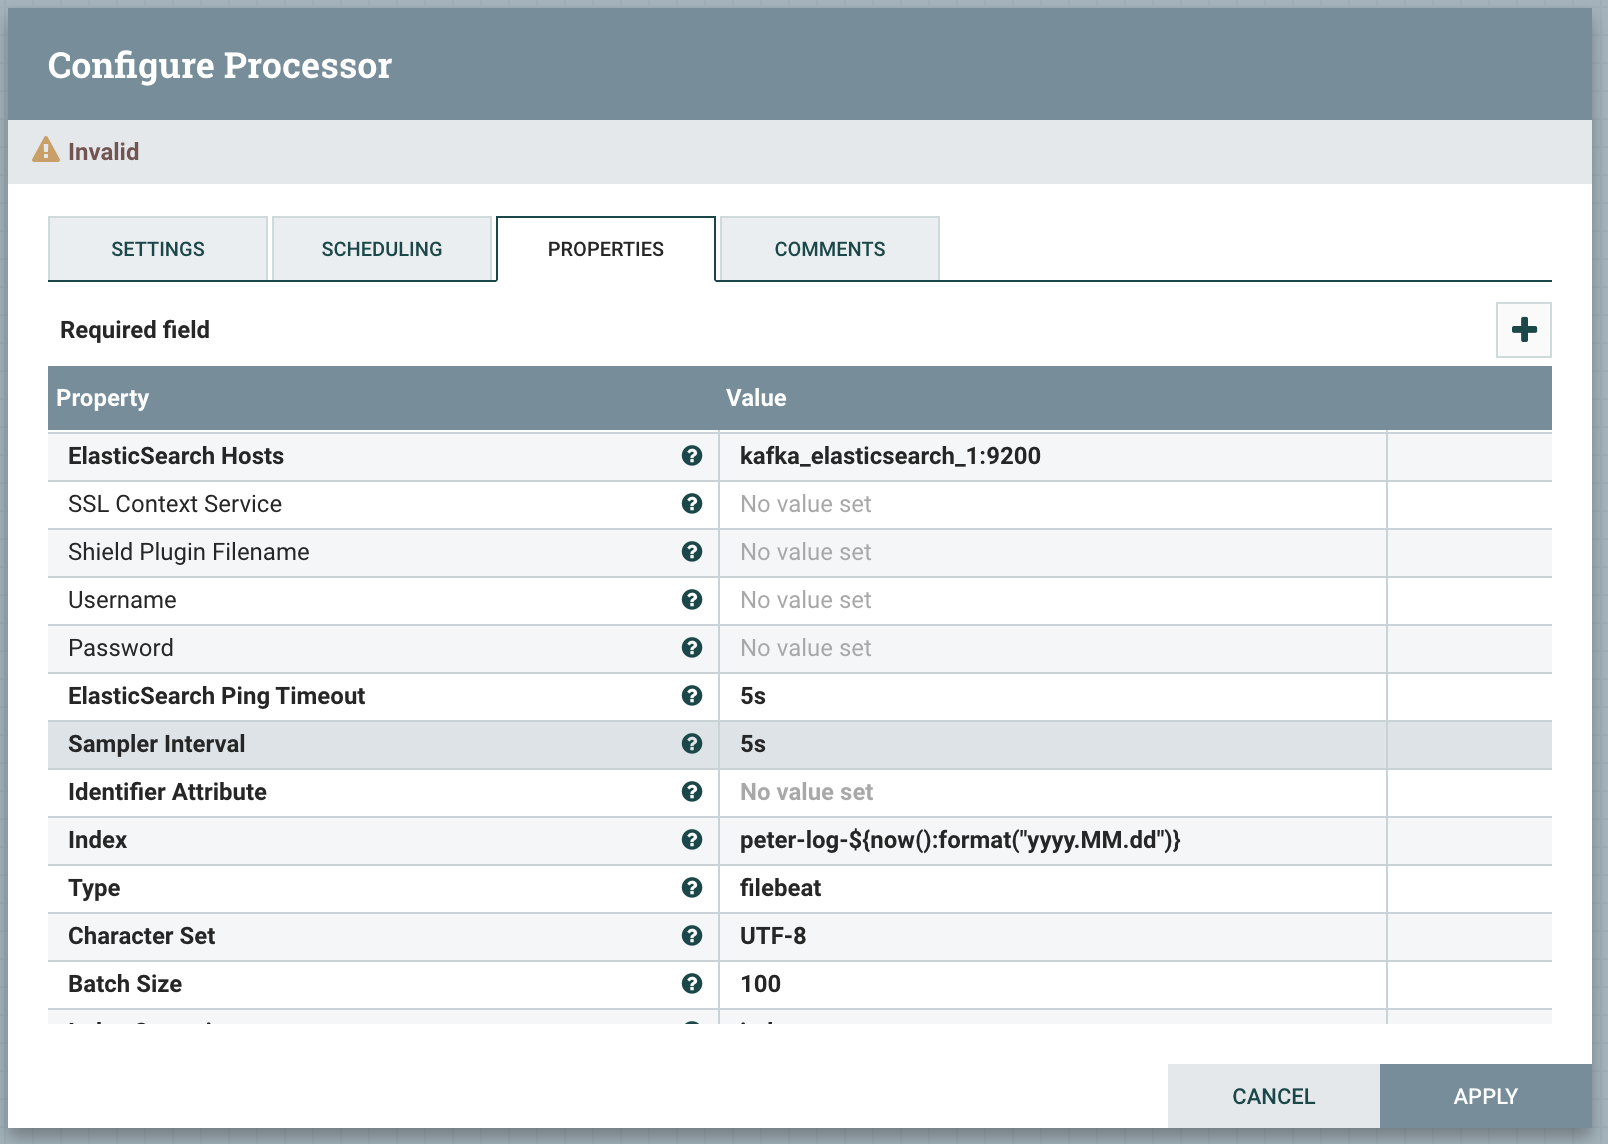 Configure Processor
Invalid
SETTINGS SCHEDULING PROPERTIES COMMENTS
Required field
Property Value
ElasticSearch Hosts kafka_elasticsearch_1:9200
SSL Context Service No value set
Shield Plugin Filename No value set
Username No value set
Password No value set
ElasticSearch Ping Timeout 5s
Sampler Interval 5s
Identifier Attribute No value set
Index peter-log-${now():format("yyyy.MM.dd")}
Type filebeat
Character Set UTF-8
Batch Size 100
CANCEL APPLY